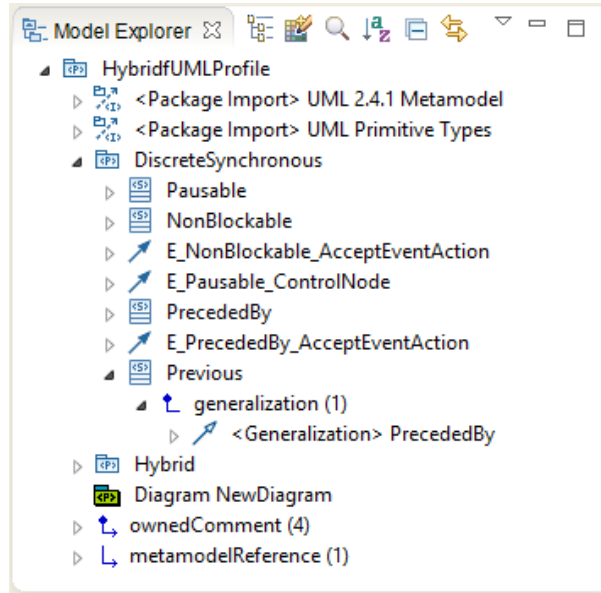 Model Explorer
HybridfUMLProfile
<Package Import> UML 2.4.1 Metamodel
<Package Import> UML Primitive Types
DiscreteSynchronous
Pausable
NonBlockable
E_NonBlockable_AcceptEventAction
E_Pausable_ControlNode
PrecededBy
E_PrecededBy_AcceptEventAction
Previous
generalization (1)
<Generalization> PrecededBy
Hybrid
Diagram NewDiagram
ownedComment (4)
metamodelReference (1)